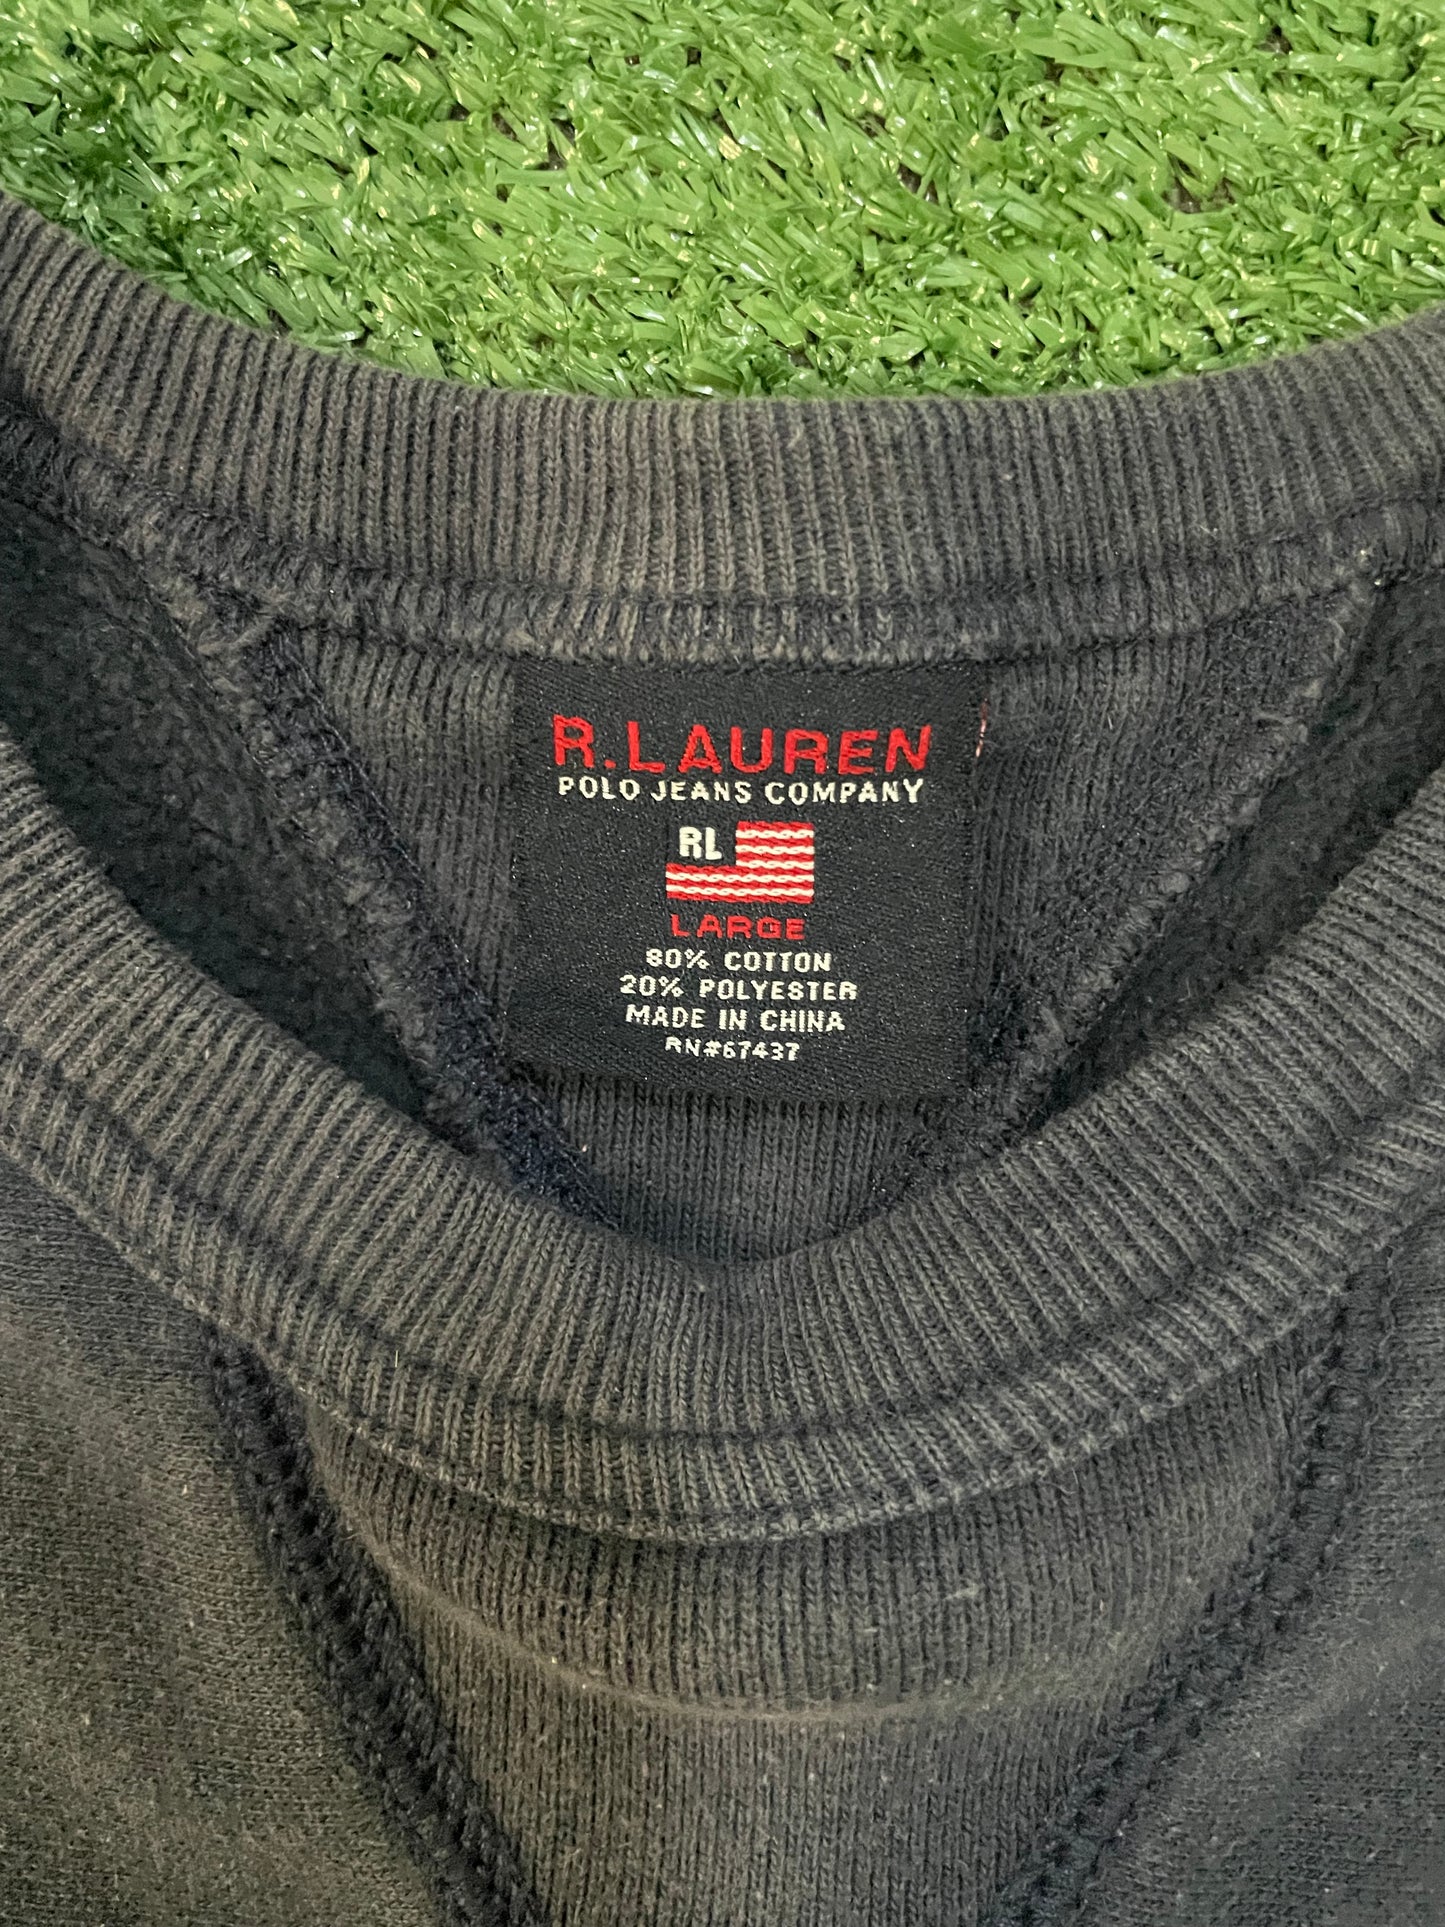 R.LAUREN
POLO JEANS COMPANY
RL
LARGE
80% COTTON
20% POLYESTER
MADE IN CHINA
RN#67437